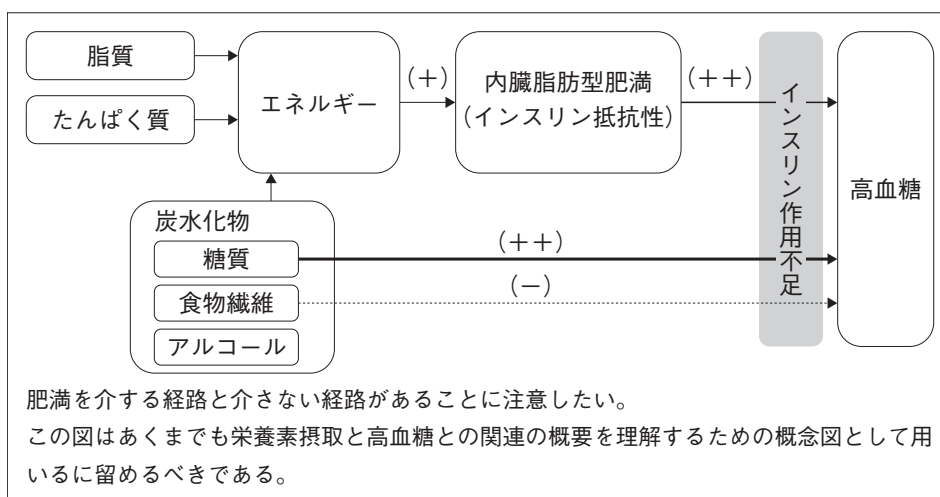 脂質
たんぱく質
エネルギー
(+)
内臓脂肪型肥満
(インスリン抵抗性)
(++)
インスリン作用不足
高血糖
炭水化物
糖質
(++)
食物繊維
(−)
アルコール
肥満を介する経路と介さない経路があることに注意したい。
この図はあくまでも栄養素摂取と高血糖との関連の概要を理解するための概念図として用
いるに留めるべきである。